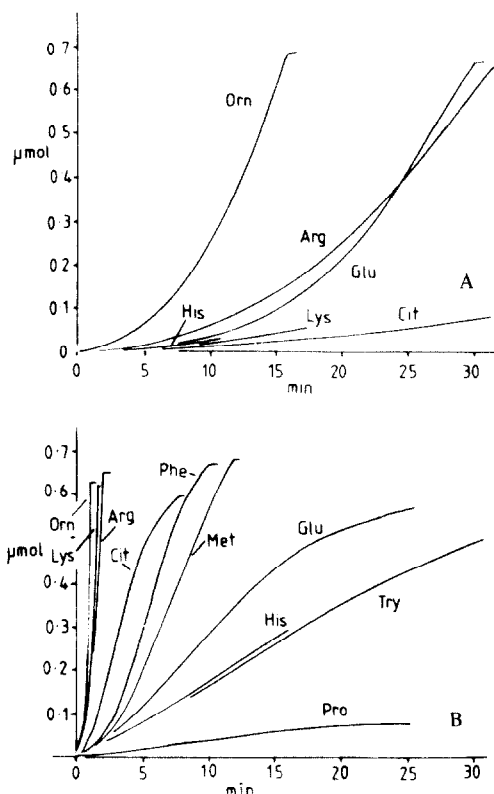 0·7
0·6
0·5
µmol
0·4
0·3
0·2
0·1
0
Orn
Arg
Glu
His
Lys
Cit
A
0 5 10 15 20 25 30
min
0·7
0·6
0·5
µmol
0·4
0·3
0·2
0·1
0
Orn
Lys
Arg
Cit
Phe
Met
Glu
His
Try
Pro
B
0 5 10 15 20 25 30
min